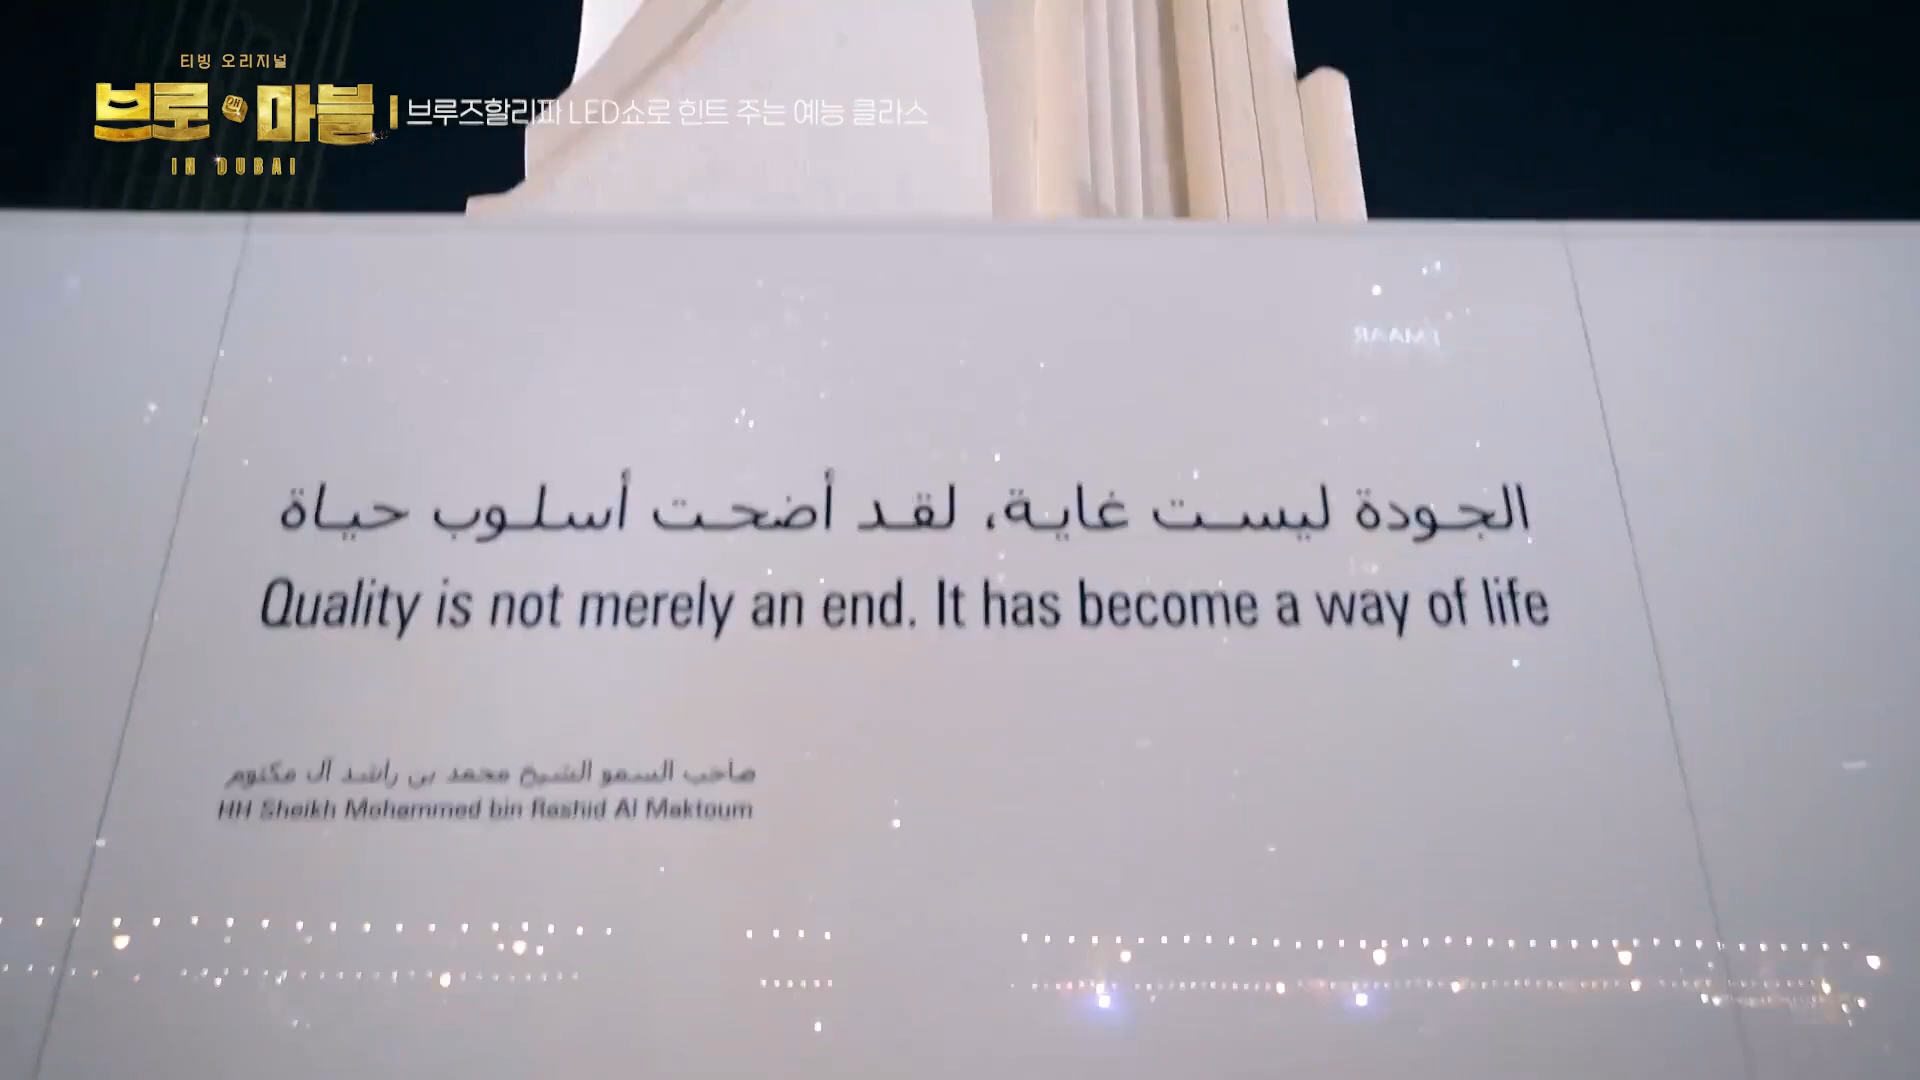 티빙 오리지널
브로 앤 마블
IN DUBAI
브루즈할리파 LED쇼로 힌트 주는 예능 클라스
الجودة ليست غاية، لقد أضحت أسلوب حياة
Quality is not merely an end. It has become a way of life
صاحب السمو الشيخ محمد بن راشد آل مكتوم
HH Sheikh Mohammed bin Rashid Al Maktoum